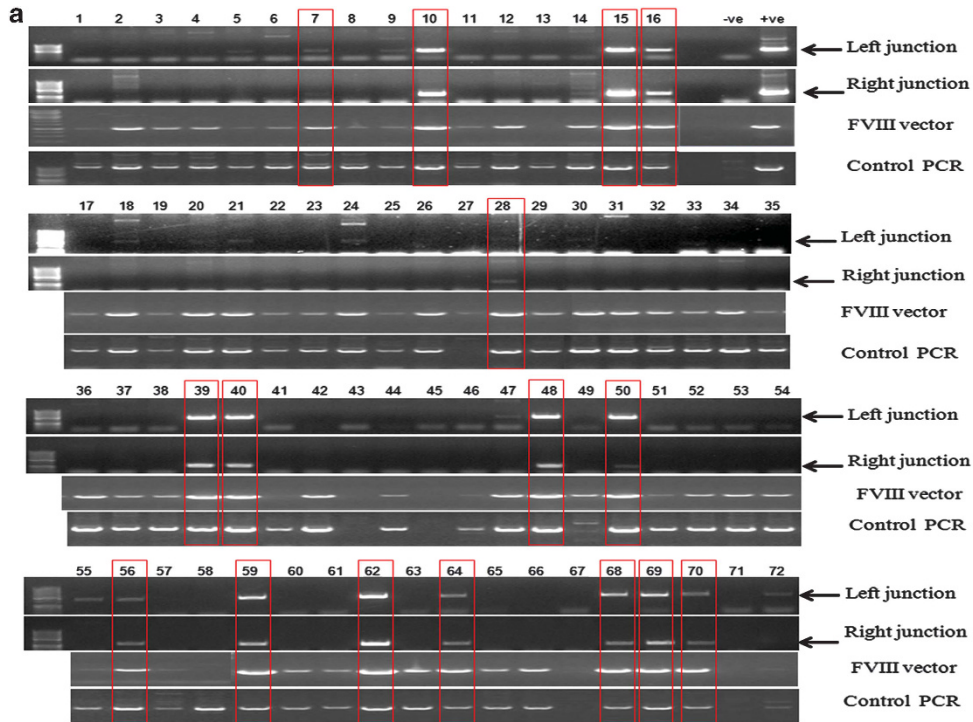 a
1 2 3 4 5 6 7 8 9 10 11 12 13 14 15 16 -ve +ve
Left junction
Right junction
FVIII vector
Control PCR
17 18 19 20 21 22 23 24 25 26 27 28 29 30 31 32 33 34 35
Left junction
Right junction
FVIII vector
Control PCR
36 37 38 39 40 41 42 43 44 45 46 47 48 49 50 51 52 53 54
Left junction
Right junction
FVIII vector
Control PCR
55 56 57 58 59 60 61 62 63 64 65 66 67 68 69 70 71 72
Left junction
Right junction
FVIII vector
Control PCR